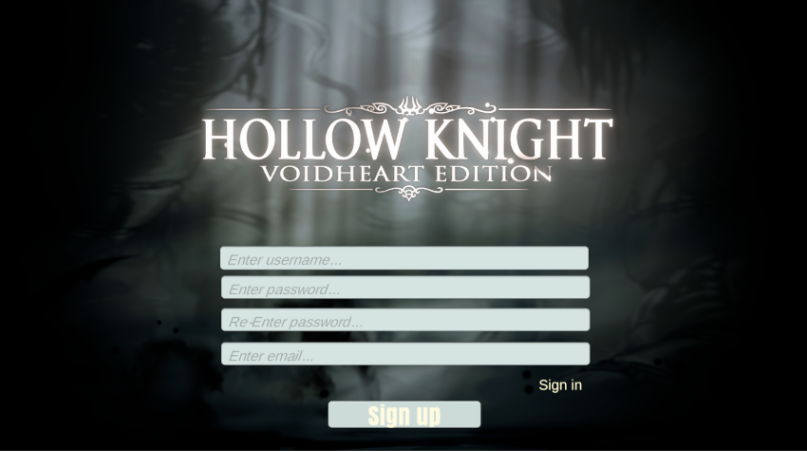 HOLLOW KNIGHT
VOIDHEART EDITION
Enter username...
Enter password...
Re-Enter password...
Enter email...
Sign in
Sign up